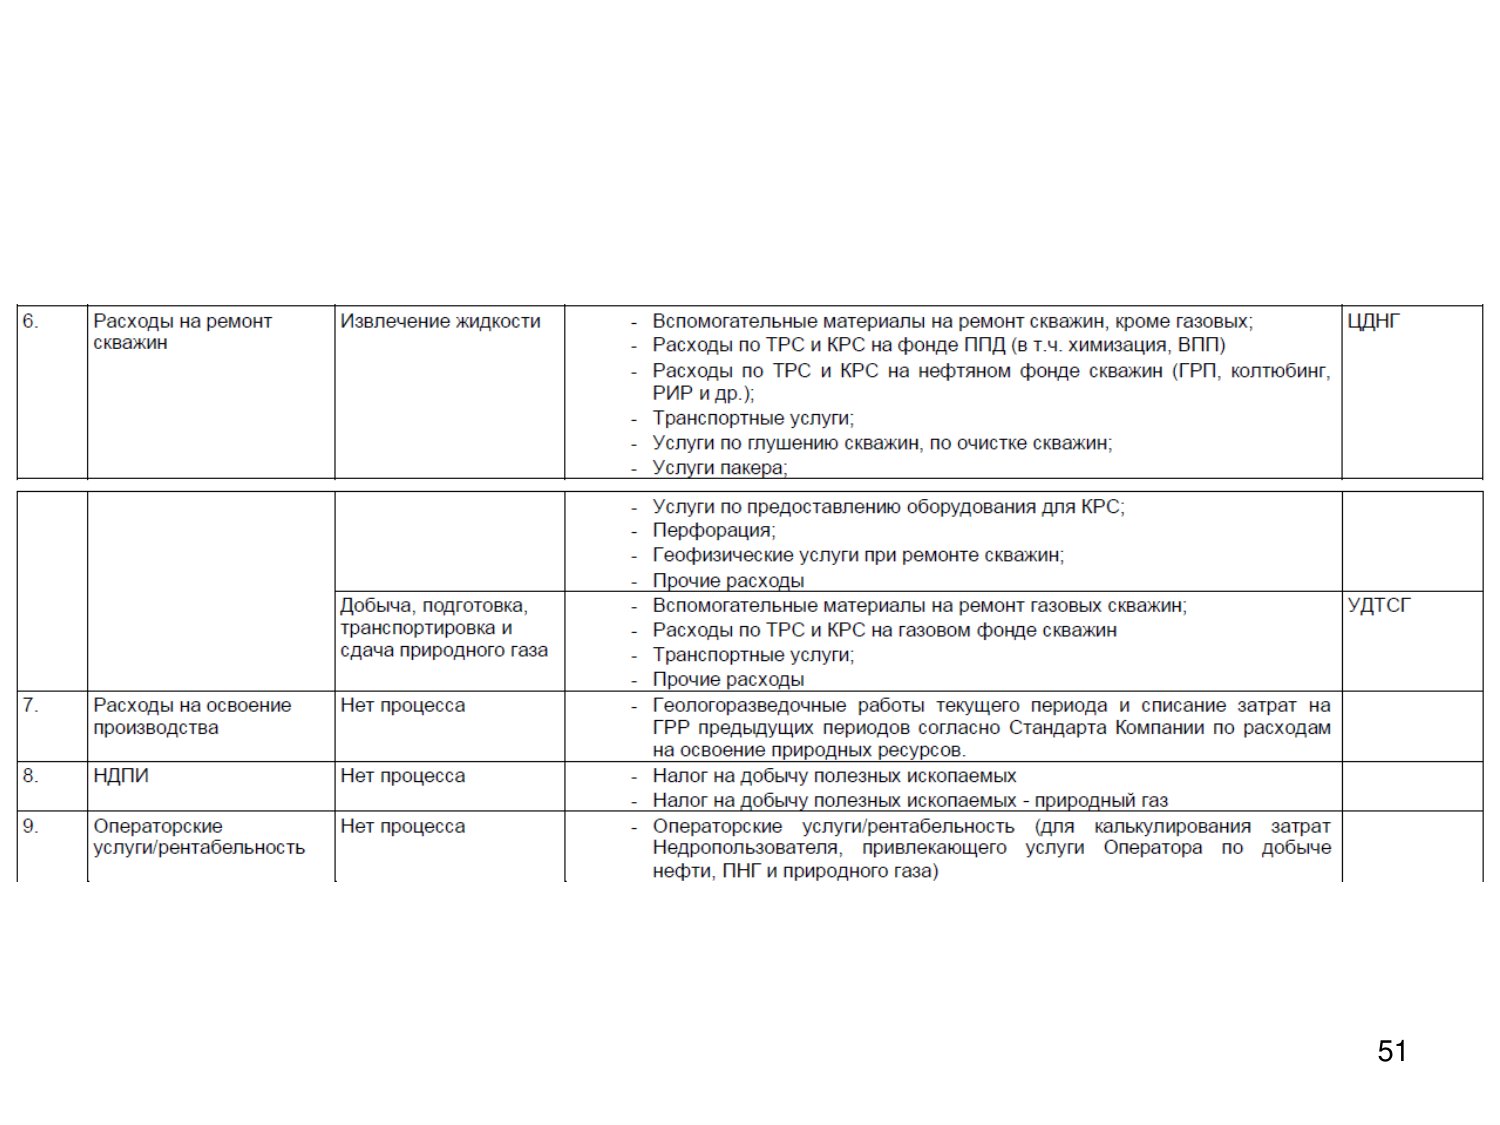 6.
Расходы на ремонт
скважин
Извлечение жидкости
- Вспомогательные материалы на ремонт скважин, кроме газовых;
- Расходы по ТРС и КРС на фонде ППД (в т.ч. химизация, ВПП)
- Расходы по ТРС и КРС на нефтяном фонде скважин (ГРП, колтюбинг,
РИР и др.);
- Транспортные услуги;
- Услуги по глушению скважин, по очистке скважин;
- Услуги пакера;
ЦДНГ
- Услуги по предоставлению оборудования для КРС;
- Перфорация;
- Геофизические услуги при ремонте скважин;
- Прочие расходы
Добыча, подготовка,
транспортировка и
сдача природного газа
- Вспомогательные материалы на ремонт газовых скважин;
- Расходы по ТРС и КРС на газовом фонде скважин
- Транспортные услуги;
- Прочие расходы
УДТСГ
7.
Расходы на освоение
производства
Нет процесса
- Геологоразведочные работы текущего периода и списание затрат на
ГРР предыдущих периодов согласно Стандарта Компании по расходам
на освоение природных ресурсов.
8.
НДПИ
Нет процесса
- Налог на добычу полезных ископаемых
- Налог на добычу полезных ископаемых - природный газ
9.
Операторские
услуги/рентабельность
Нет процесса
- Операторские услуги/рентабельность (для калькулирования затрат
Недропользователя, привлекающего услуги Оператора по добыче
нефти, ПНГ и природного газа)
51